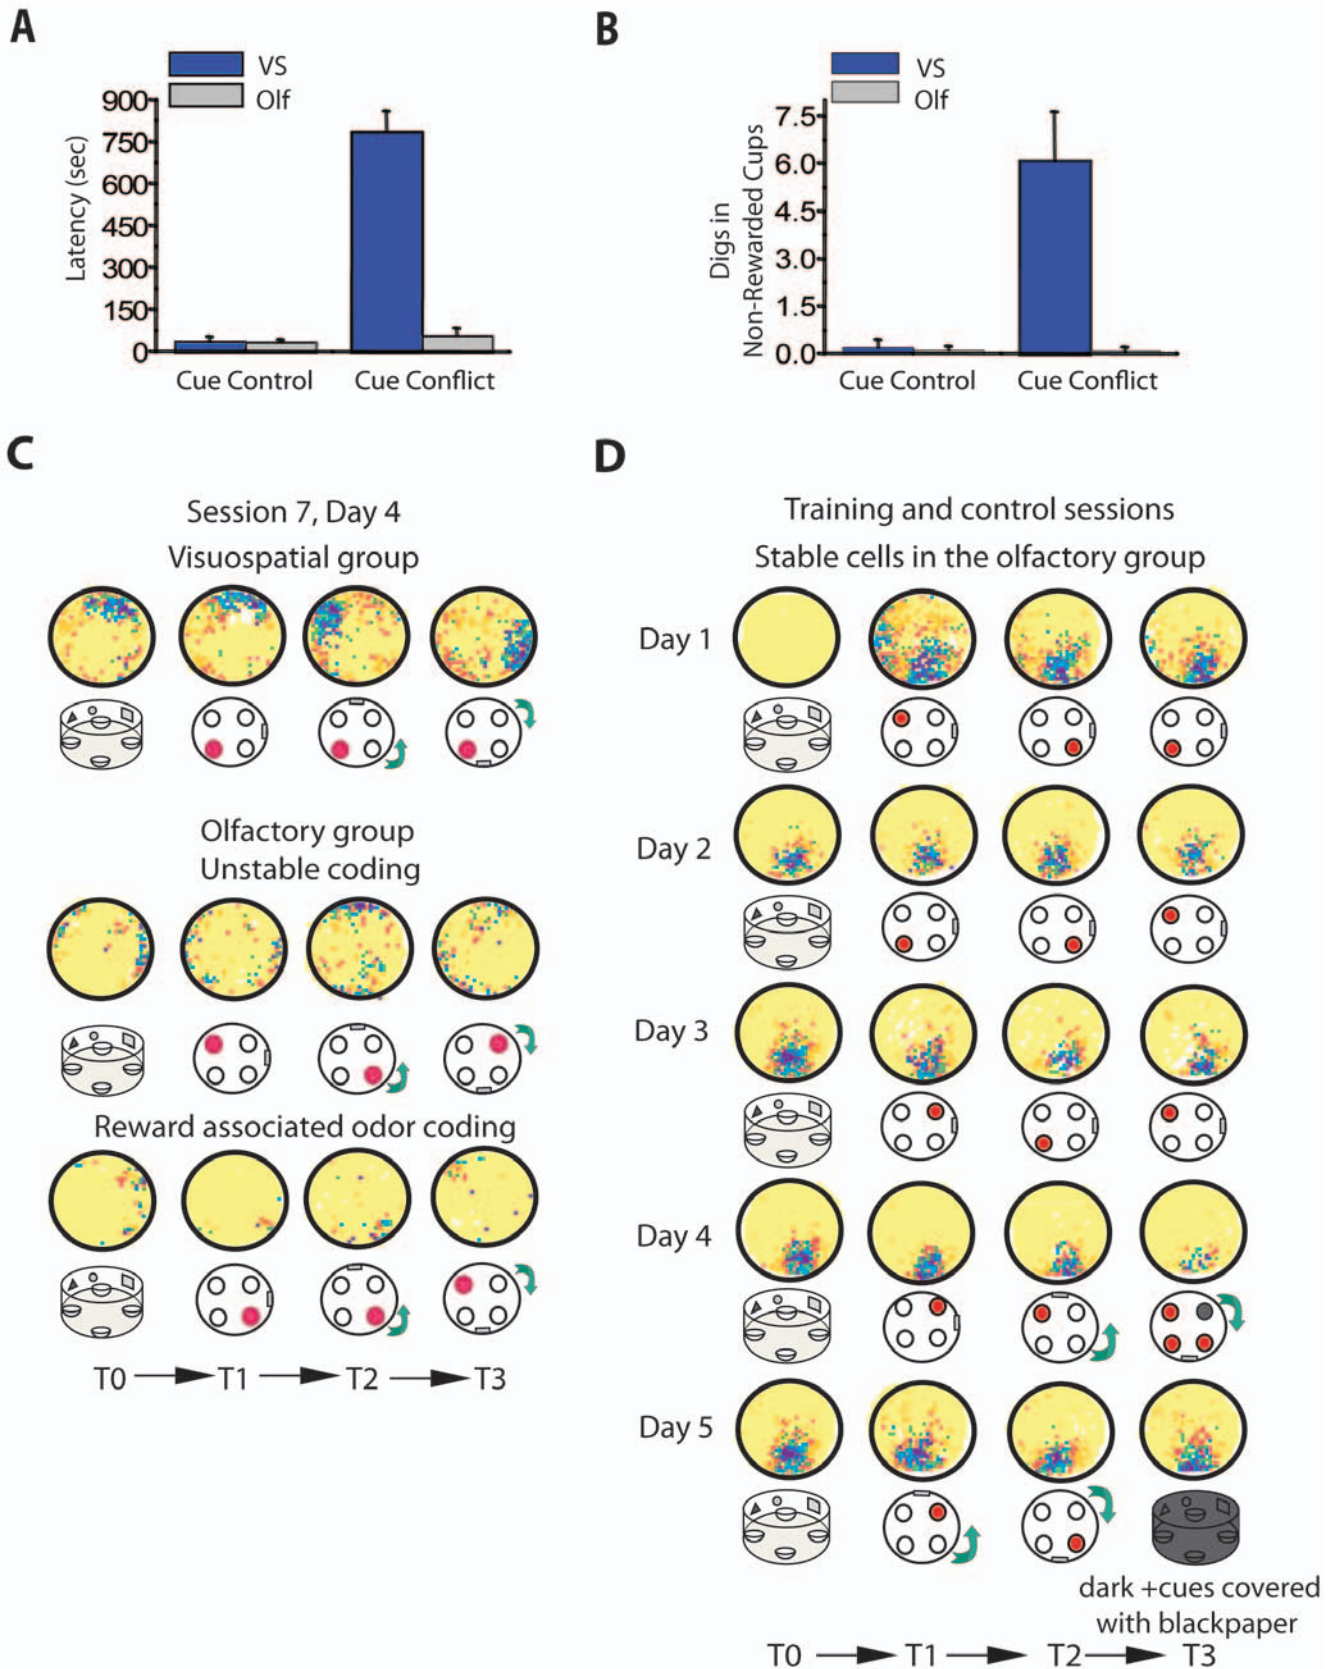 A
VS
Olf
900
750
600
450
300
150
0
Latency (sec)
Cue Control
Cue Conflict
B
VS
Olf
7.5
6.0
4.5
3.0
1.5
0.0
Digs in
Non-Rewarded Cups
Cue Control
Cue Conflict
C
Session 7, Day 4
Visuospatial group
Olfactory group
Unstable coding
Reward associated odor coding
T0
T1
T2
T3
D
Training and control sessions
Stable cells in the olfactory group
Day 1
Day 2
Day 3
Day 4
Day 5
dark +cues covered
with blackpaper
T0
T1
T2
T3